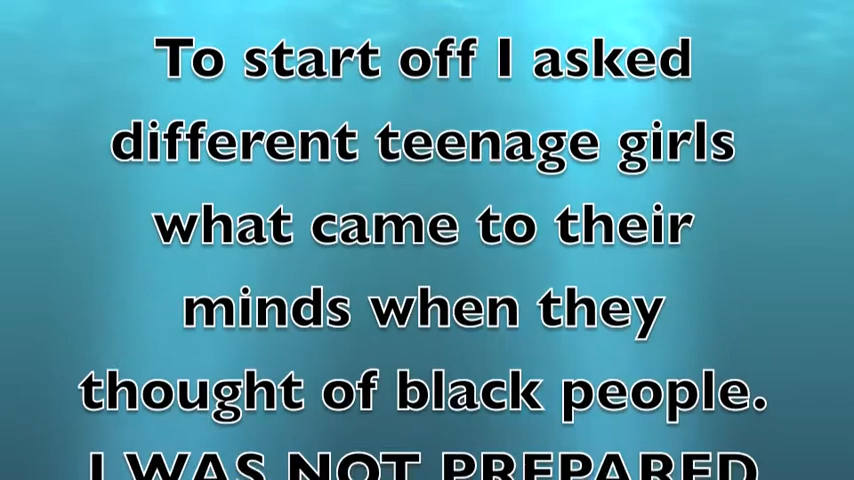 To start off I asked
different teenage girls
what came to their
minds when they
thought of black people.
I WAS NOT PREPARED